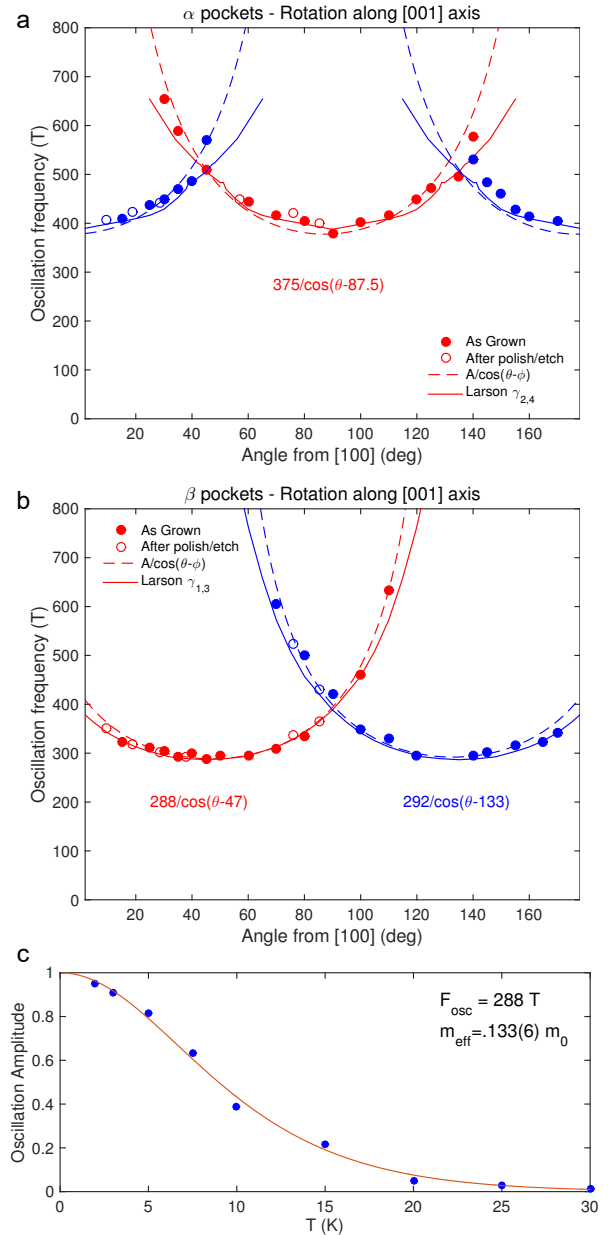 a
α pockets - Rotation along [001] axis
800
700
600
500
400
300
200
100
0
Oscillation frequency (T)
375/cos(θ-87.5)
As Grown
After polish/etch
A/cos(θ-ϕ)
Larson γ2,4
20 40 60 80 100 120 140 160
Angle from [100] (deg)
b
β pockets - Rotation along [001] axis
800
700
600
500
400
300
200
100
0
Oscillation frequency (T)
As Grown
After polish/etch
A/cos(θ-ϕ)
Larson γ1,3
288/cos(θ-47) 292/cos(θ-133)
20 40 60 80 100 120 140 160
Angle from [100] (deg)
c
1
0.8
0.6
0.4
0.2
0
Oscillation Amplitude
Fosc = 288 T
meff=.133(6) m0
0 5 10 15 20 25 30
T (K)